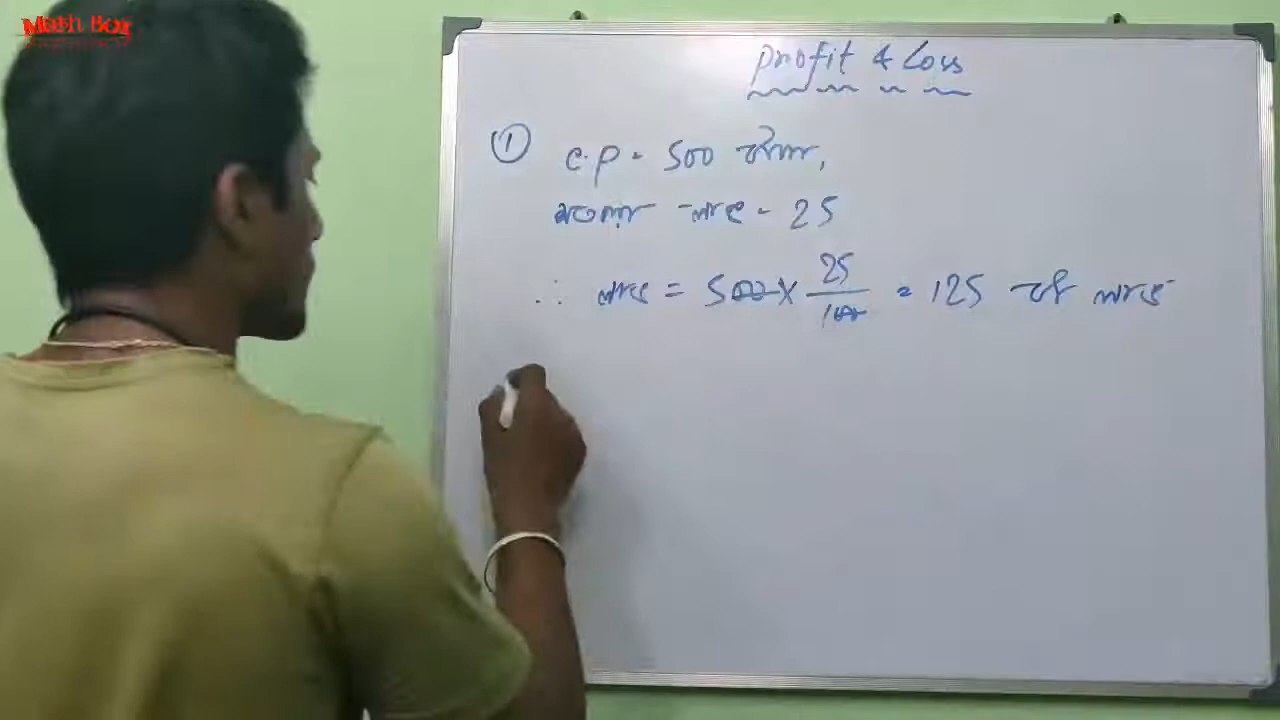 Math Box
Profit & Loss
① C.P = 500 টাকা,
শতকরা লাভ = 25
∴ লাভ = 500 × 25/100 = 125 টাকা লাভ